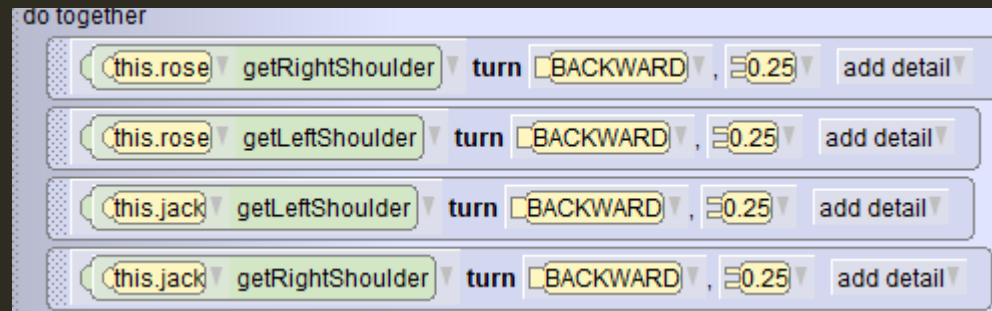 do together
this.rose getRightShoulder turn BACKWARD , 0.25 add detail
this.rose getLeftShoulder turn BACKWARD , 0.25 add detail
this.jack getLeftShoulder turn BACKWARD , 0.25 add detail
this.jack getRightShoulder turn BACKWARD , 0.25 add detail